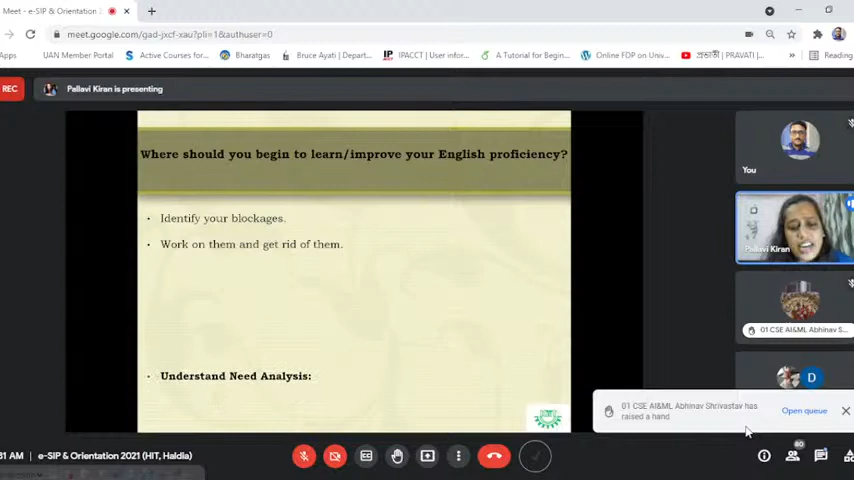 Meet - e-SIP & Orientation 2
meet.google.com/gad-jxcf-xau?pli=1&authuser=0
Apps
UAN Member Portal
Active Courses for...
Bharatgas
Bruce Ayati | Depart...
IPACCT | User infor...
A Tutorial for Begin...
Online FDP on Univ...
| PRAVATI |...
Reading
REC
Pallavi Kiran is presenting
Where should you begin to learn/improve your English proficiency?
• Identify your blockages.
• Work on them and get rid of them.
• Understand Need Analysis:
You
Pallavi Kiran
01 CSE AI&ML Abhinav S...
D
01 CSE AI&ML Abhinav Shrivastav has
raised a hand
Open queue
31 AM | e-SIP & Orientation 2021 (HIT, Haldia)
80